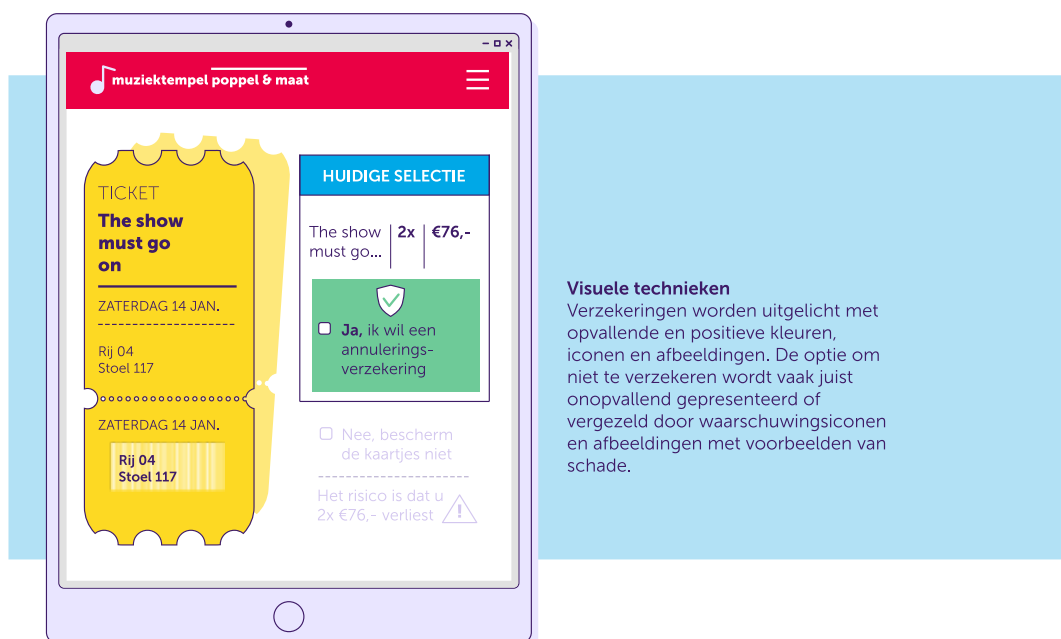 muziektempel poppel & maat
TICKET
The show
must go
on
ZATERDAG 14 JAN.
Rij 04
Stoel 117
ZATERDAG 14 JAN.
Rij 04
Stoel 117
HUIDIGE SELECTIE
The show 2x €76,-
must go...
Ja, ik wil een
annulerings-
verzekering
Nee, bescherm
de kaartjes niet
Het risico is dat u
2x €76,- verliest
Visuele technieken
Verzekeringen worden uitgelicht met
opvallende en positieve kleuren,
iconen en afbeeldingen. De optie om
niet te verzekeren wordt vaak juist
onopvallend gepresenteerd of
vergezeld door waarschuwingsiconen
en afbeeldingen met voorbeelden van
schade.